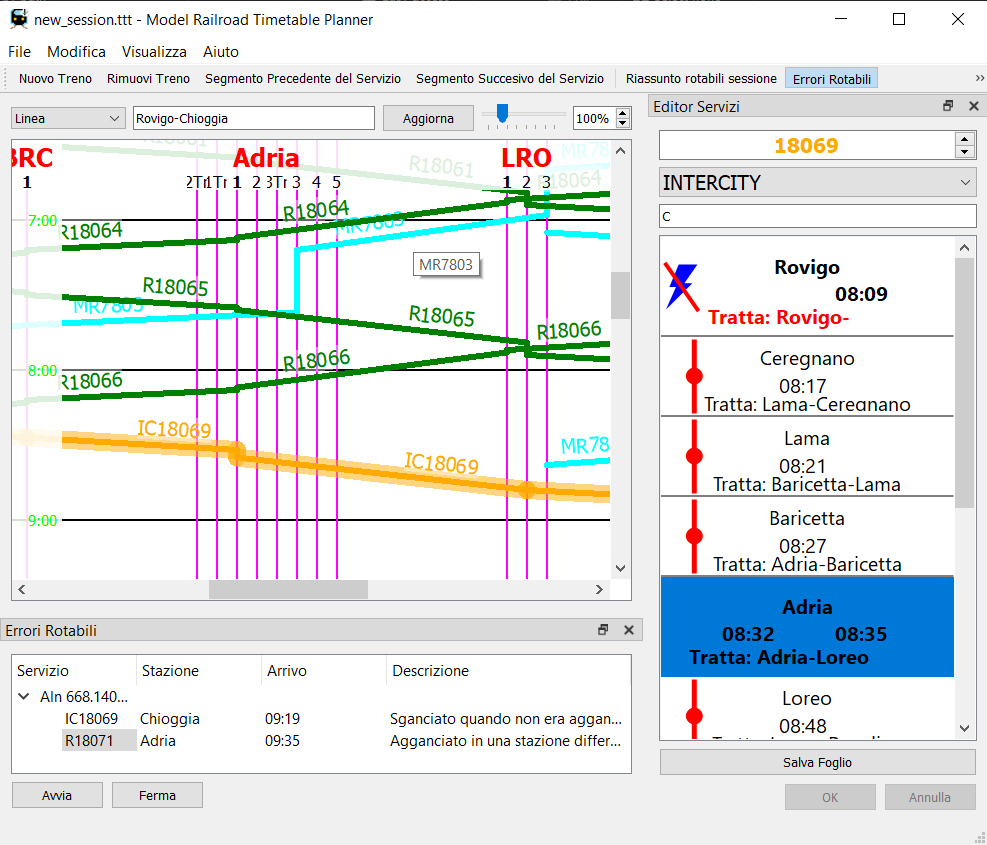 new_session.ttt - Model Railroad Timetable Planner
File Modifica Visualizza Aiuto
Nuovo Treno Rimuovi Treno Segmento Precedente del Servizio Segmento Succesivo del Servizio Riassunto rotabili sessione Errori Rotabili »
Linea Rovigo-Chioggia Aggiorna 100%
BRC Adria LRO
1 2Tr 1Tr 1 2 3Tr 3 4 5 1 2 3
R18061 MR78
R18064
7:00
R18064 R18064 MR7803
MR7803
R18065 R18065
MR7803 R18066
8:00
R18066 R18066
IC18069 IC18069 MR78
9:00
Errori Rotabili
Servizio Stazione Arrivo Descrizione
Aln 668.140...
IC18069 Chioggia 09:19 Sganciato quando non era aggan...
R18071 Adria 09:35 Agganciato in una stazione differ...
Avvia Ferma
Editor Servizi
18069
INTERCITY
C
Rovigo
08:09
Tratta: Rovigo-
Ceregnano
08:17
Tratta: Lama-Ceregnano
Lama
08:21
Tratta: Baricetta-Lama
Baricetta
08:27
Tratta: Adria-Baricetta
Adria
08:32 08:35
Tratta: Adria-Loreo
Loreo
08:48
Salva Foglio
OK Annulla